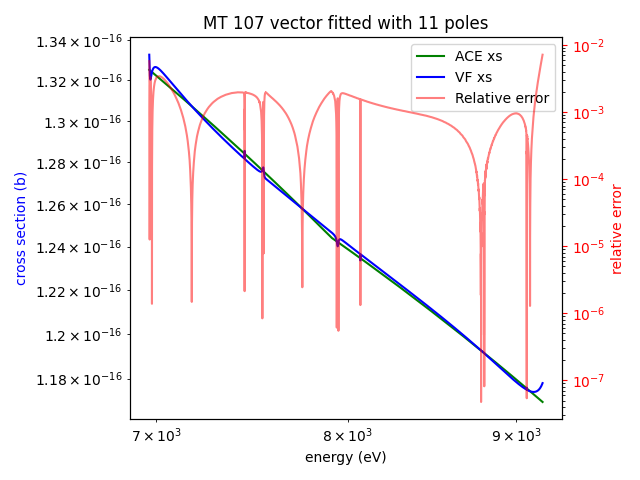 MT 107 vector fitted with 11 poles
ACE xs
VF xs
Relative error
1.34 × 10⁻¹⁶
1.32 × 10⁻¹⁶
1.3 × 10⁻¹⁶
1.28 × 10⁻¹⁶
1.26 × 10⁻¹⁶
1.24 × 10⁻¹⁶
1.22 × 10⁻¹⁶
1.2 × 10⁻¹⁶
1.18 × 10⁻¹⁶
cross section (b)
10⁻²
10⁻³
10⁻⁴
10⁻⁵
10⁻⁶
10⁻⁷
relative error
7 × 10³
8 × 10³
9 × 10³
energy (eV)